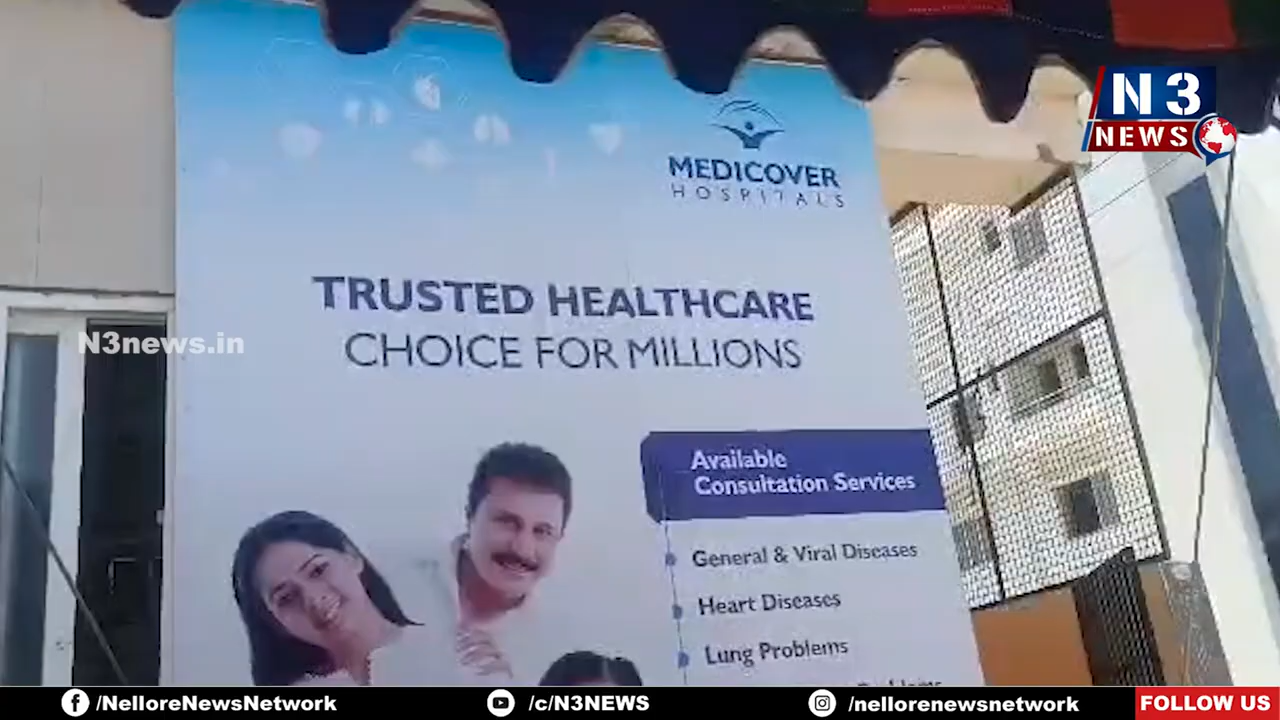 N3
NEWS
MEDICOVER
HOSPITALS
TRUSTED HEALTHCARE
CHOICE FOR MILLIONS
N3news.in
Available
Consultation Services
General & Viral Diseases
Heart Diseases
Lung Problems
/NelloreNewsNetwork
/c/N3NEWS
/nellorenewsnetwork
FOLLOW US